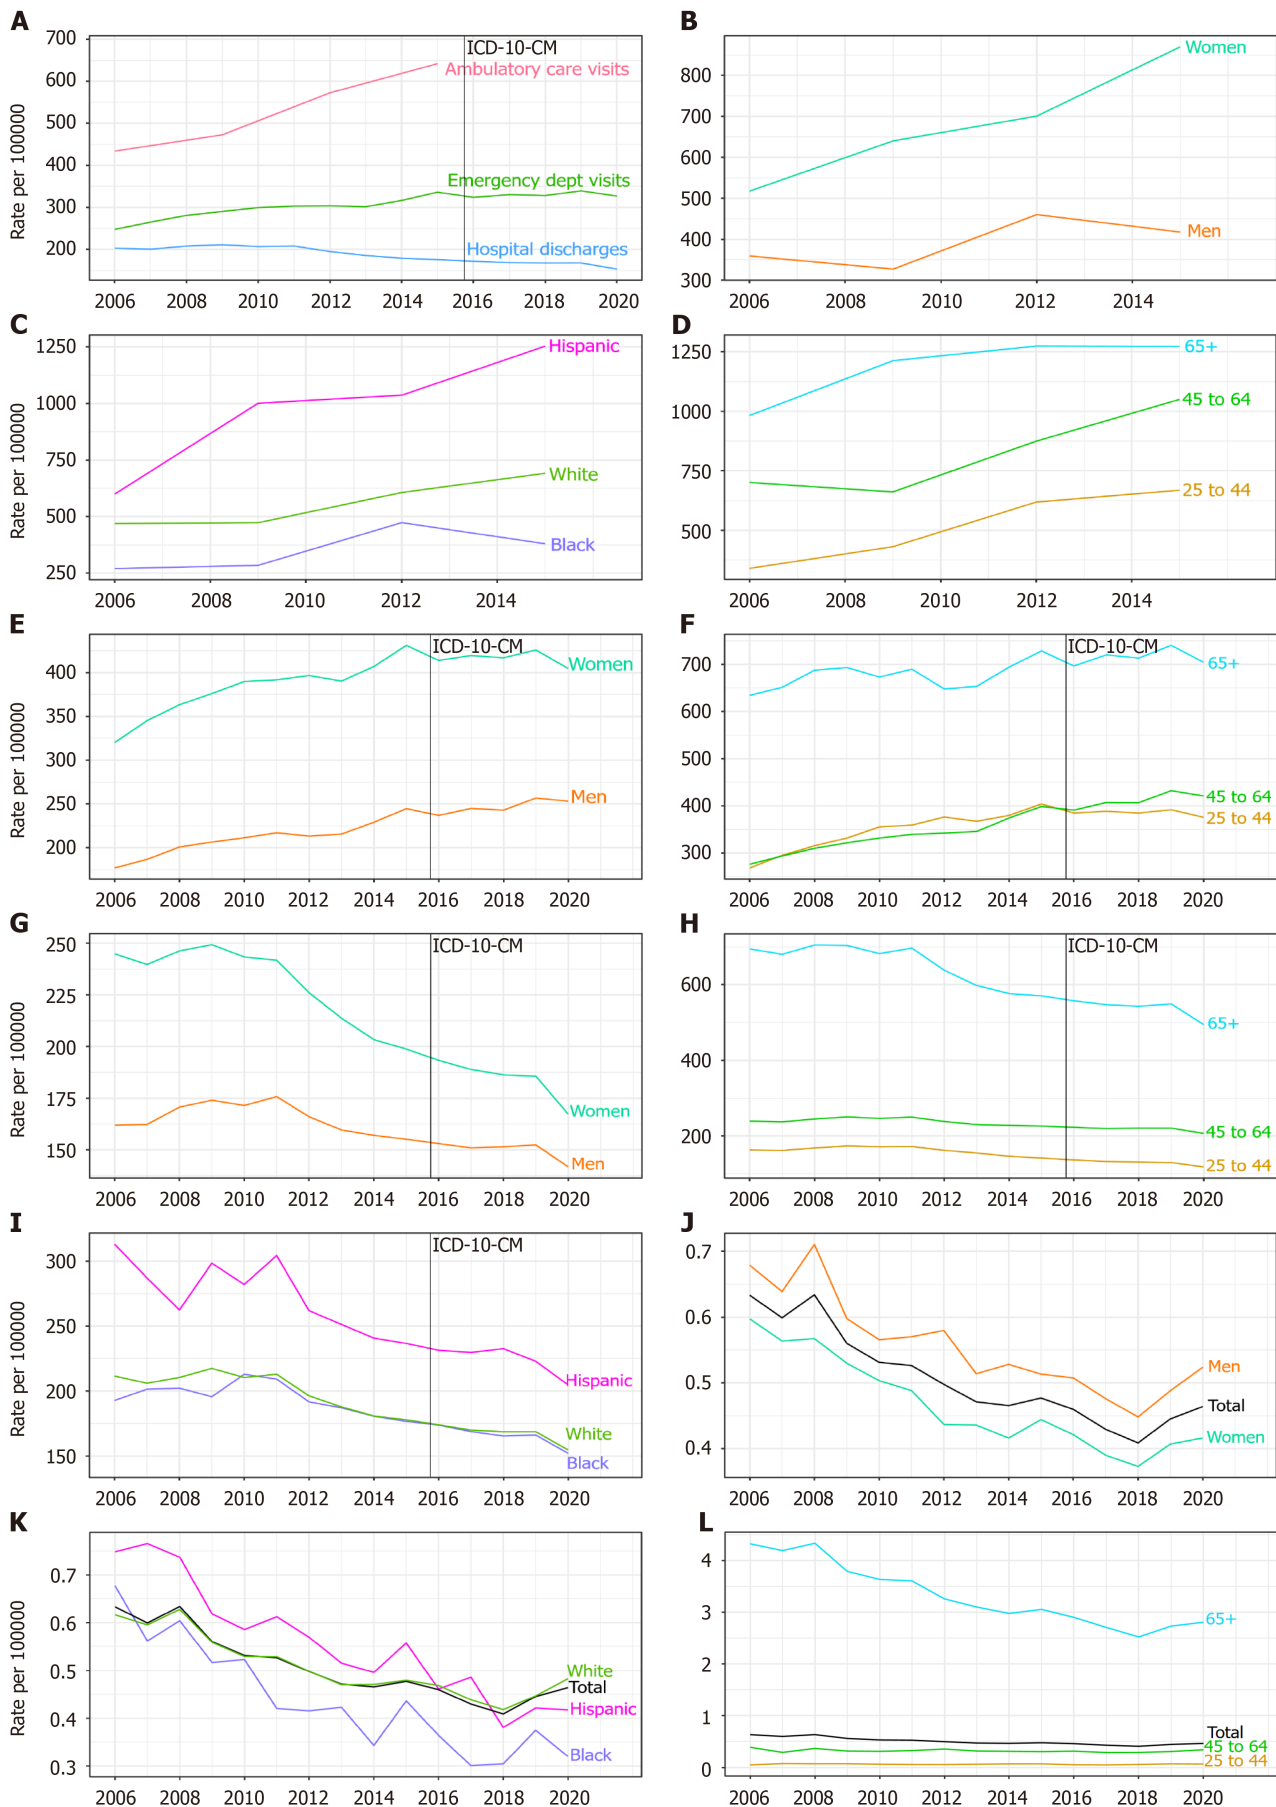 A
B
Rate per 100000
700
600
500
400
300
200
ICD-10-CM
Ambulatory care visits
Emergency dept visits
Hospital discharges
2006 2008 2010 2012 2014 2016 2018 2020
800
700
600
500
400
300
Women
Men
2006 2008 2010 2012 2014
C
D
Rate per 100000
1250
1000
750
500
250
Hispanic
White
Black
2006 2008 2010 2012 2014
1250
1000
750
500
65+
45 to 64
25 to 44
2006 2008 2010 2012 2014
E
F
Rate per 100000
400
350
300
250
200
ICD-10-CM
Women
Men
2006 2008 2010 2012 2014 2016 2018 2020
700
600
500
400
300
ICD-10-CM
65+
45 to 64
25 to 44
2006 2008 2010 2012 2014 2016 2018 2020
G
H
Rate per 100000
250
225
200
175
150
ICD-10-CM
Women
Men
2006 2008 2010 2012 2014 2016 2018 2020
600
400
200
ICD-10-CM
65+
45 to 64
25 to 44
2006 2008 2010 2012 2014 2016 2018 2020
I
J
Rate per 100000
300
250
200
150
ICD-10-CM
Hispanic
White
Black
2006 2008 2010 2012 2014 2016 2018 2020
0.7
0.6
0.5
0.4
Men
Total
Women
2006 2008 2010 2012 2014 2016 2018 2020
K
L
Rate per 100000
0.7
0.6
0.5
0.4
0.3
White
Total
Hispanic
Black
2006 2008 2010 2012 2014 2016 2018 2020
4
3
2
1
0
65+
Total
45 to 64
25 to 44
2006 2008 2010 2012 2014 2016 2018 2020